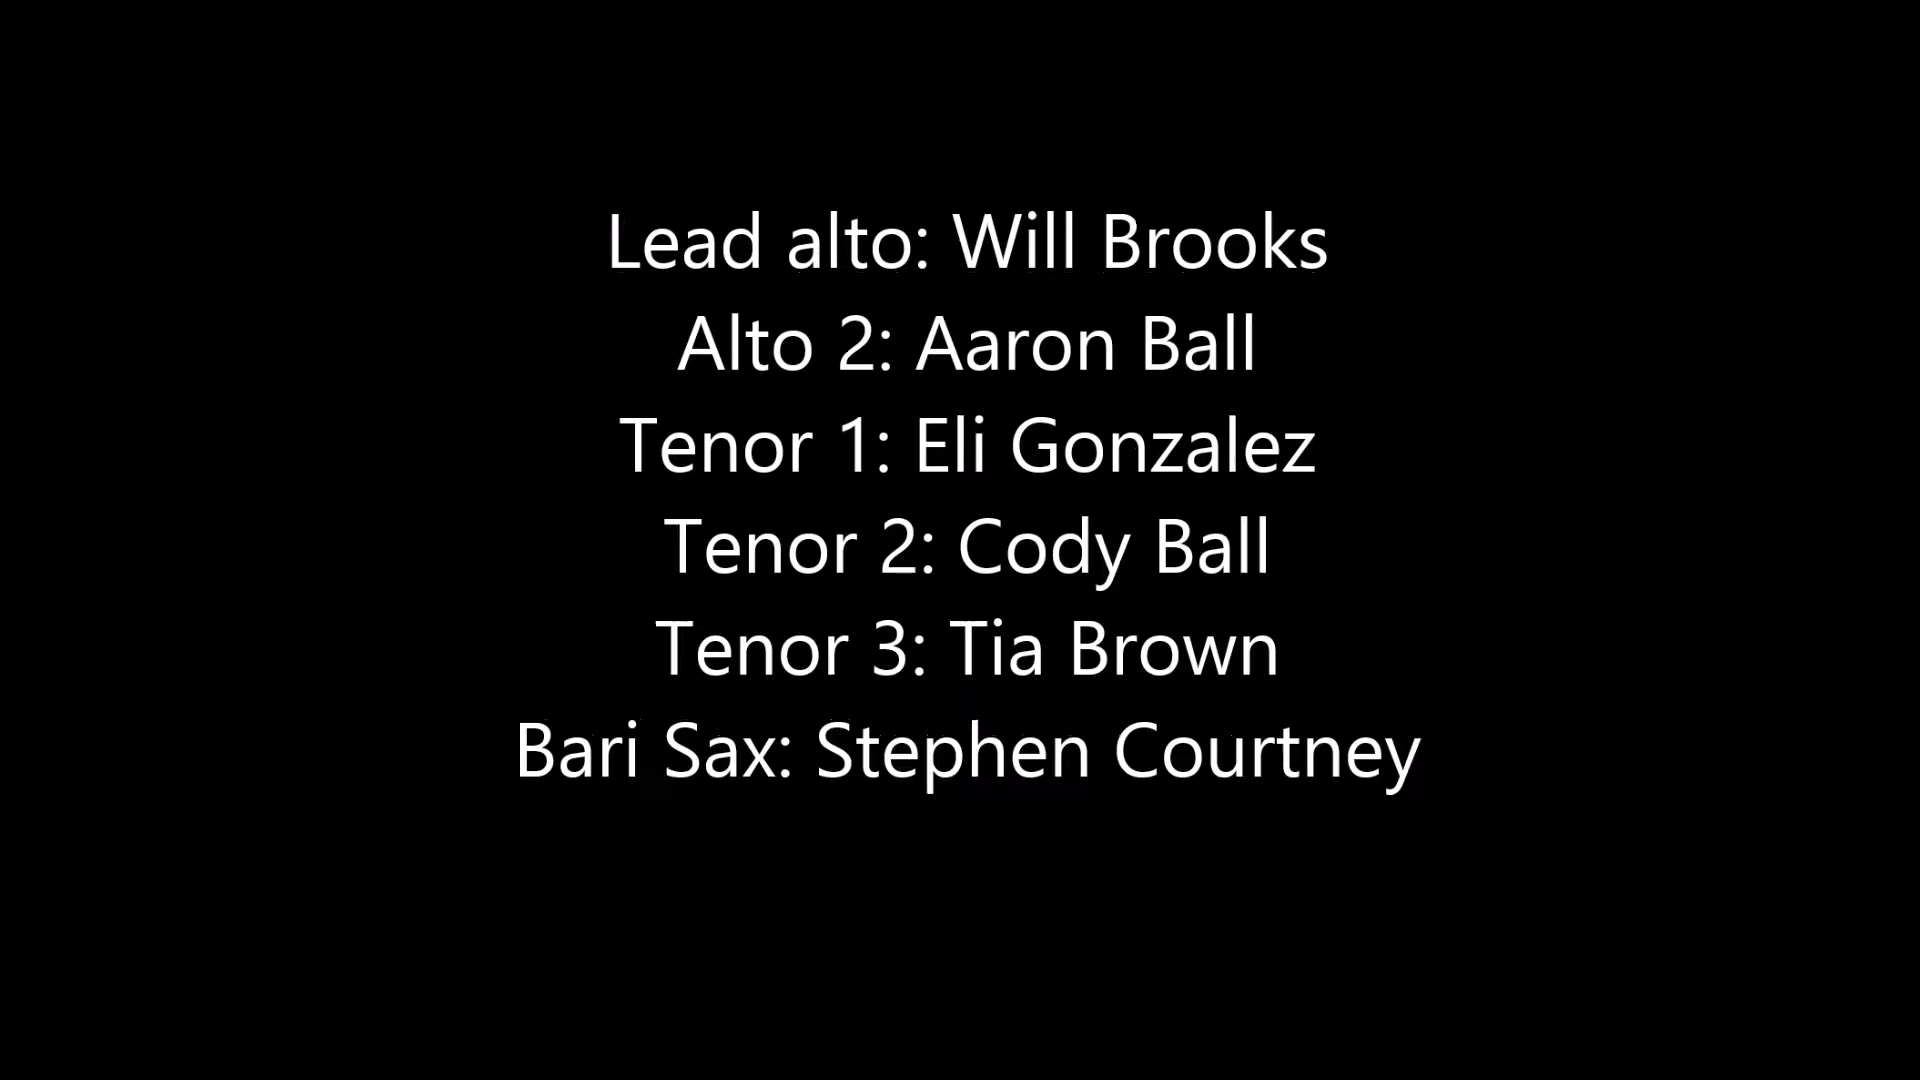 Lead alto: Will Brooks
Alto 2: Aaron Ball
Tenor 1: Eli Gonzalez
Tenor 2: Cody Ball
Tenor 3: Tia Brown
Bari Sax: Stephen Courtney